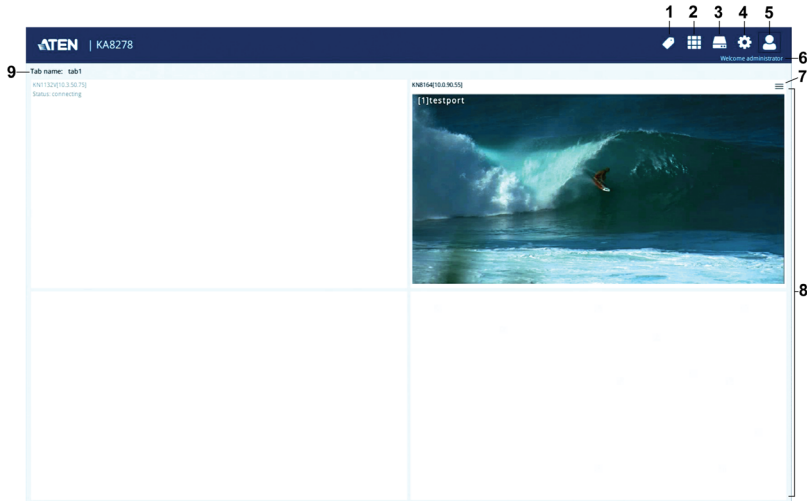 1 2 3 4 5
ATEN | KA8278
Welcome administrator 6
9 Tab name: tab1
7
KN1132V[10.3.50.75]
Status: connecting
KN8164[10.0.90.55]
[1]testport
8